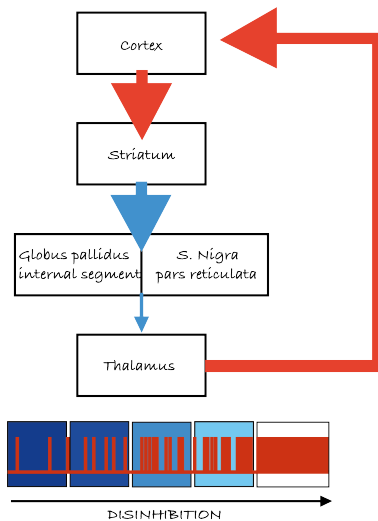 Cortex
Striatum
Globus pallidus
internal segment
S. Nigra
pars reticulata
Thalamus
DISINHIBITION